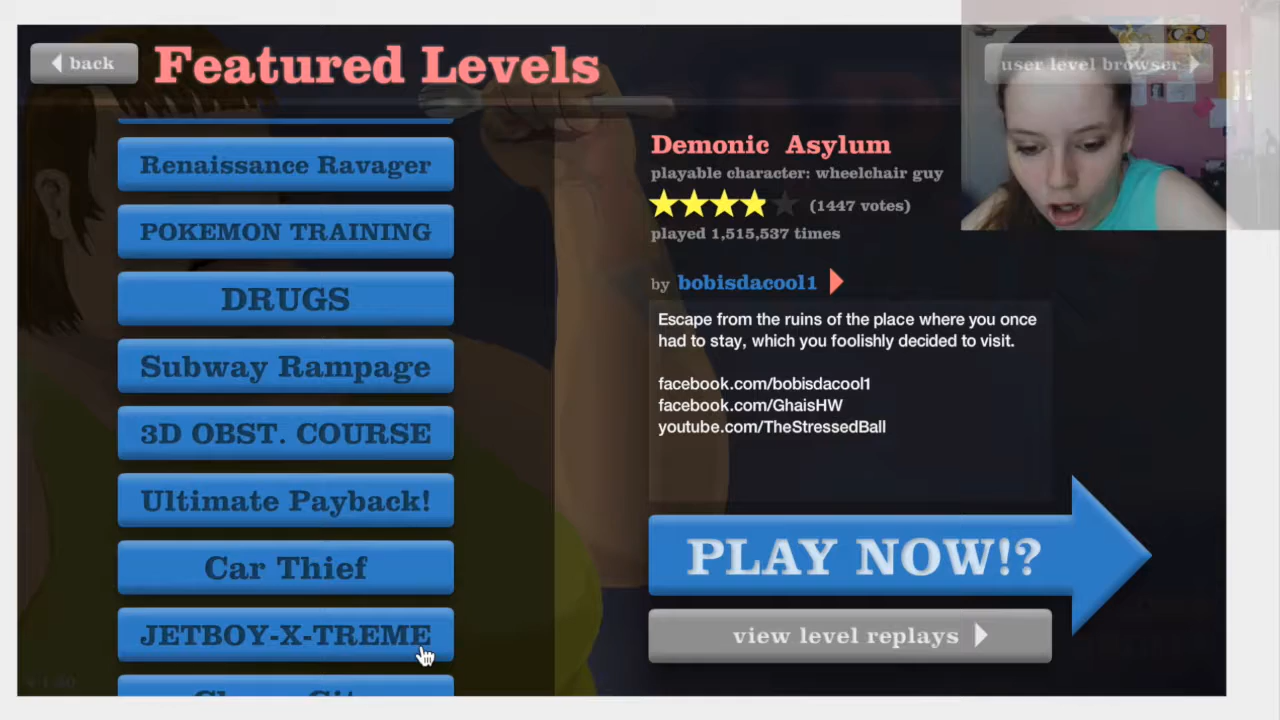 back
Featured Levels
user level browser
Renaissance Ravager
POKEMON TRAINING
DRUGS
Subway Rampage
3D OBST. COURSE
Ultimate Payback!
Car Thief
JETBOY-X-TREME
Demonic Asylum
playable character: wheelchair guy
(1447 votes)
played 1,515,537 times
by bobisdacool1
Escape from the ruins of the place where you once
had to stay, which you foolishly decided to visit.
facebook.com/bobisdacool1
facebook.com/GhaisHW
youtube.com/TheStressedBall
PLAY NOW!?
view level replays